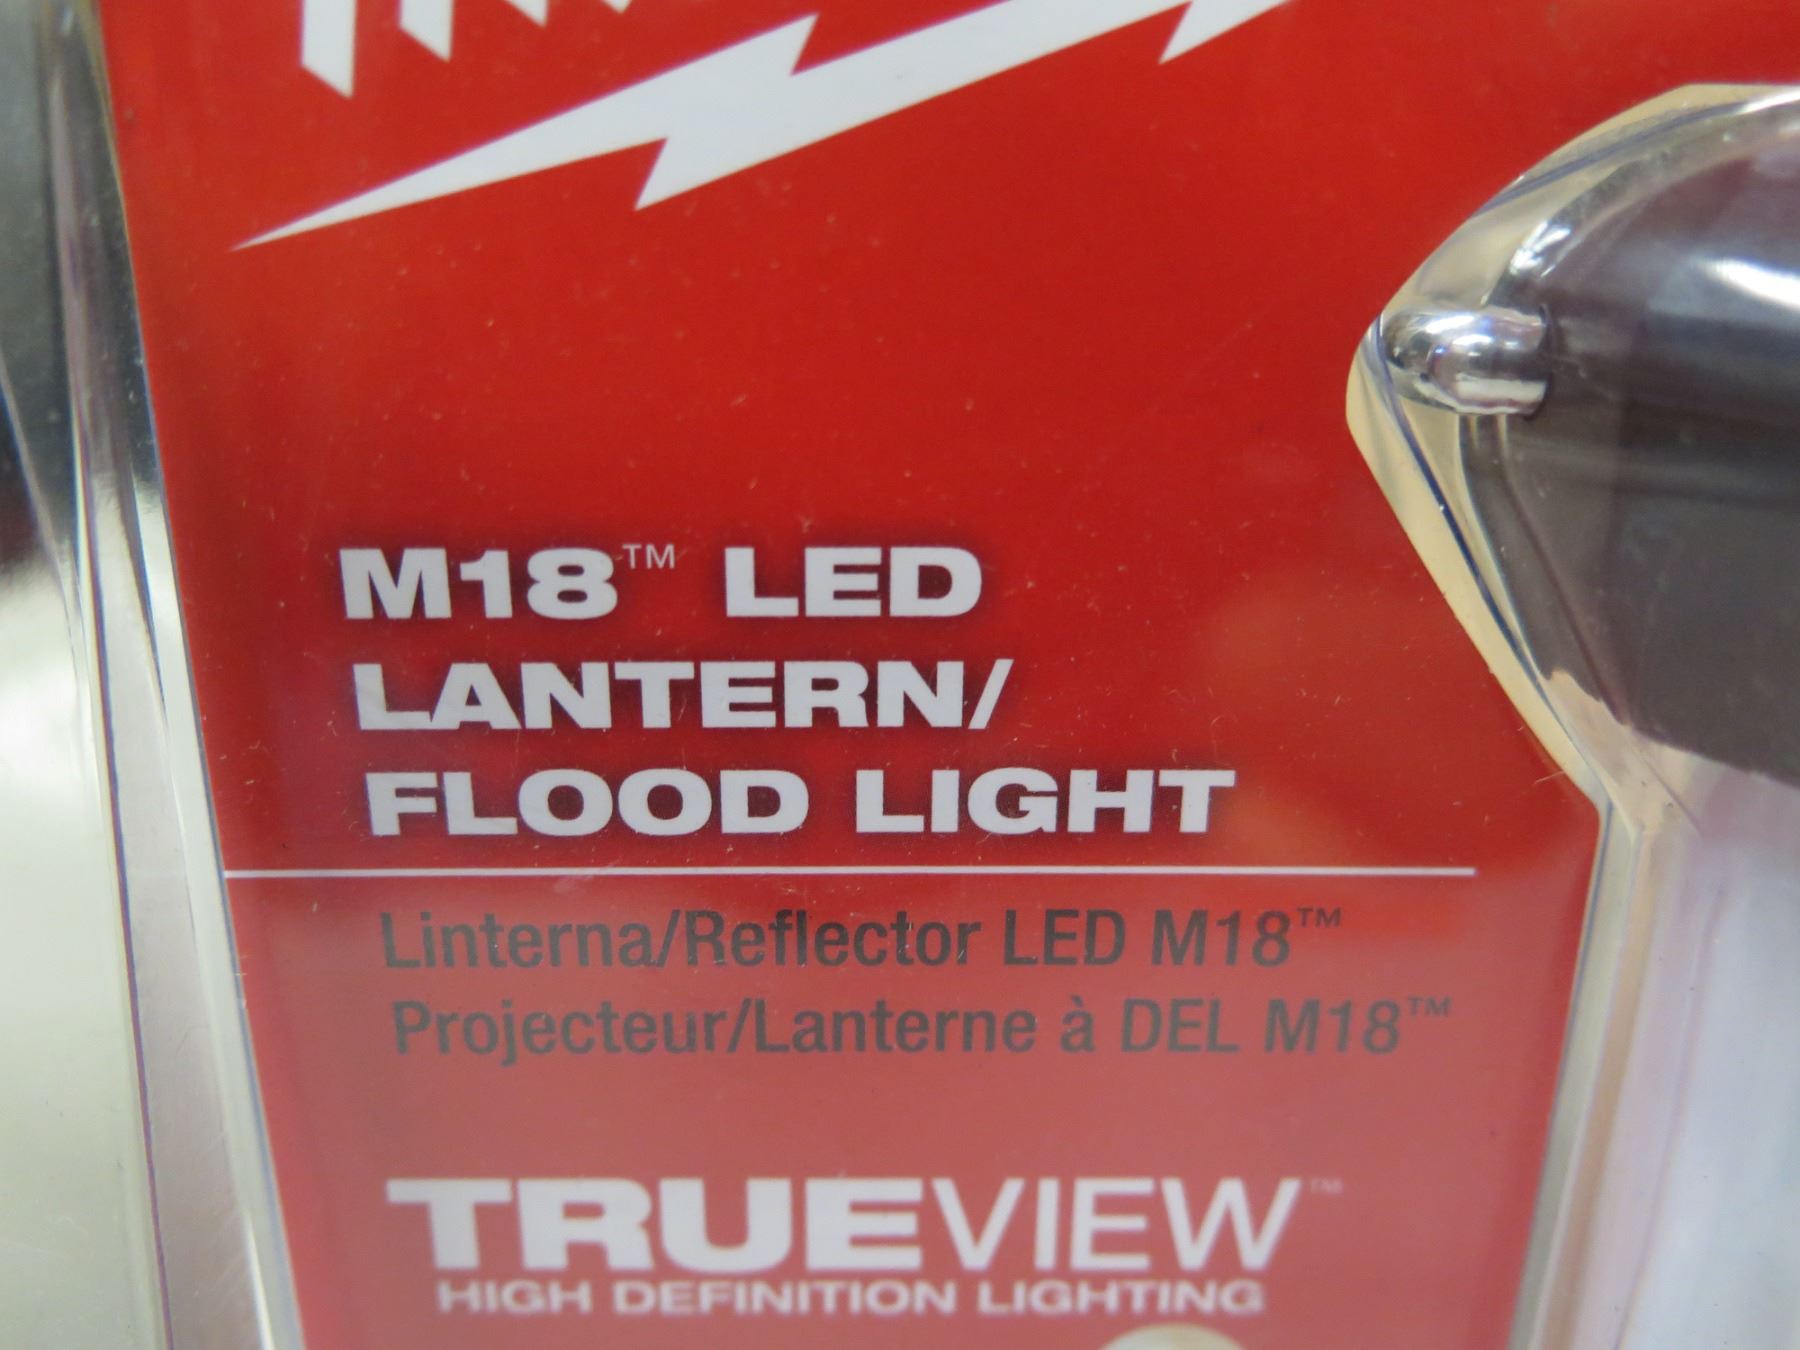 M18™ LED
LANTERN/
FLOOD LIGHT
Linterna/Reflector LED M18™
Projecteur/Lanterne à DEL M18™
TRUEVIEW™
HIGH DEFINITION LIGHTING